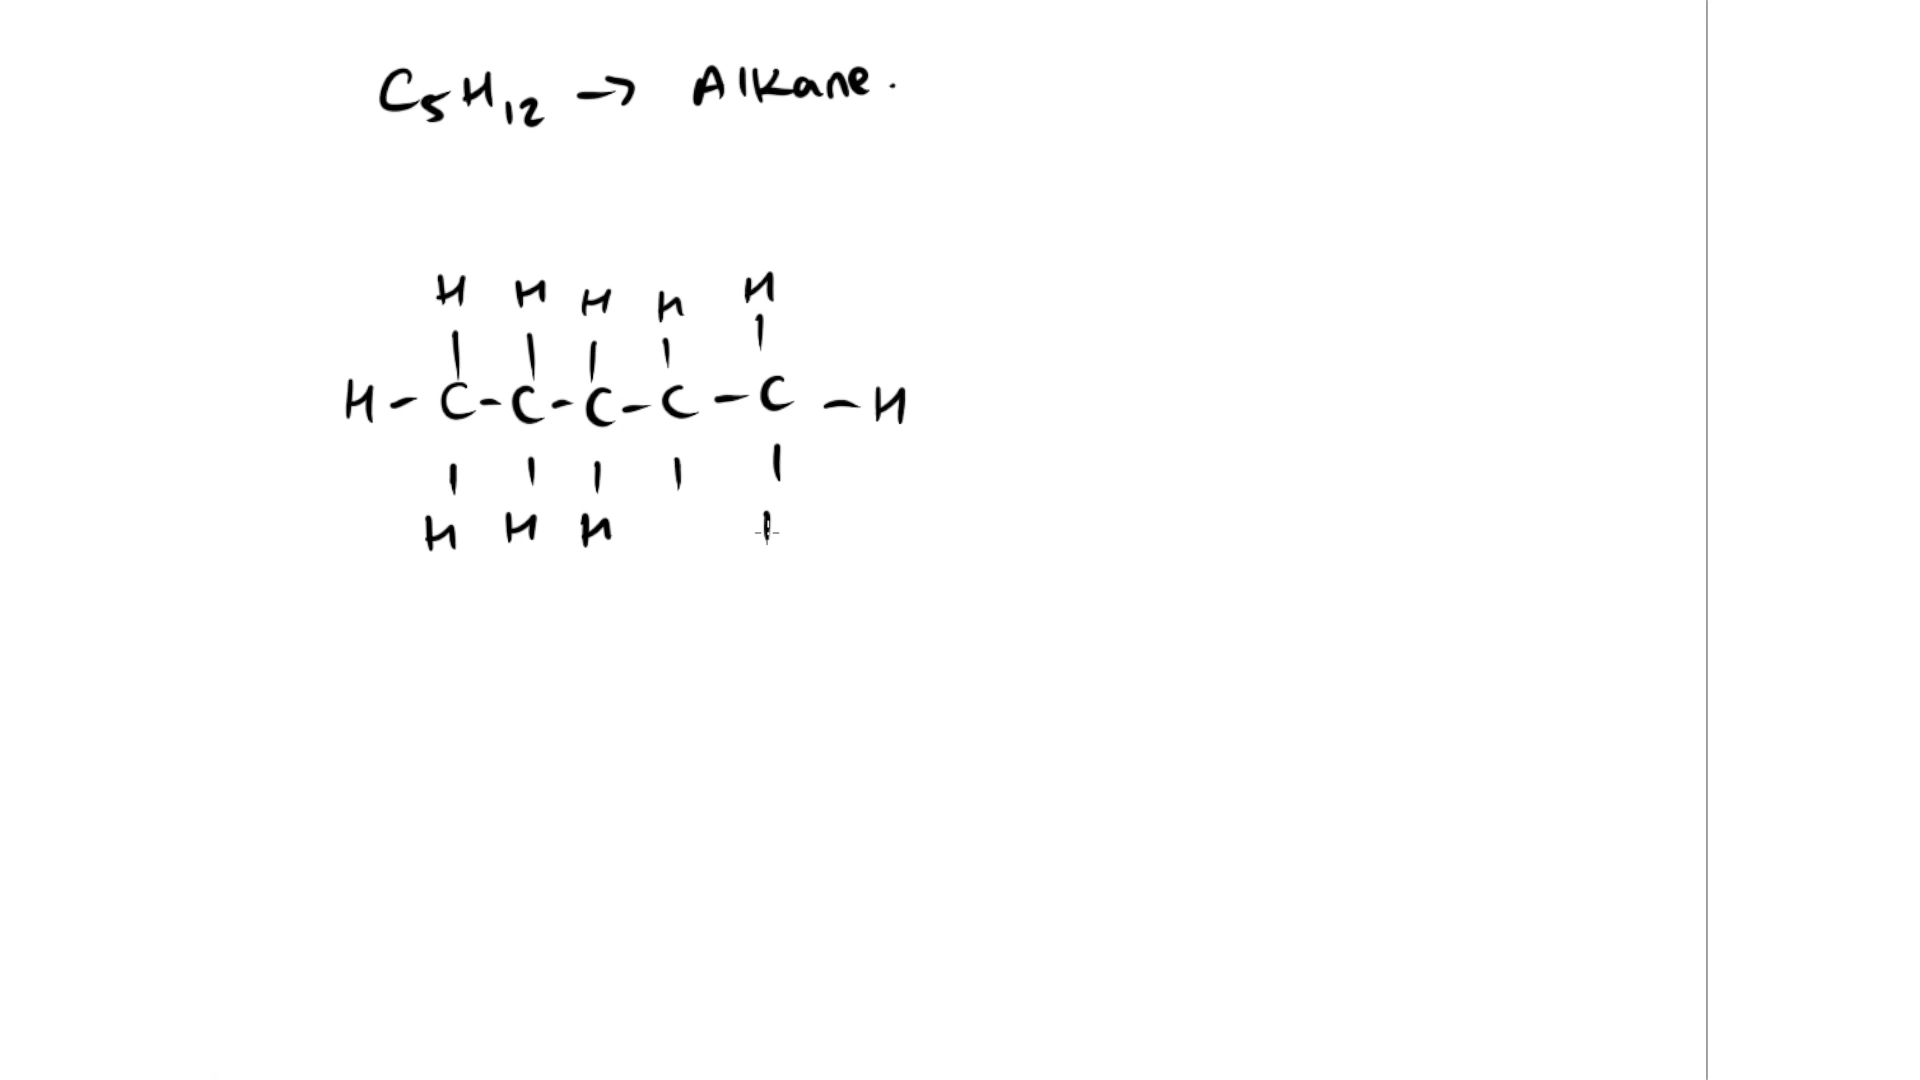 C₅H₁₂ → Alkane.
H H H H H
H - C - C - C - C - C - H
H H H